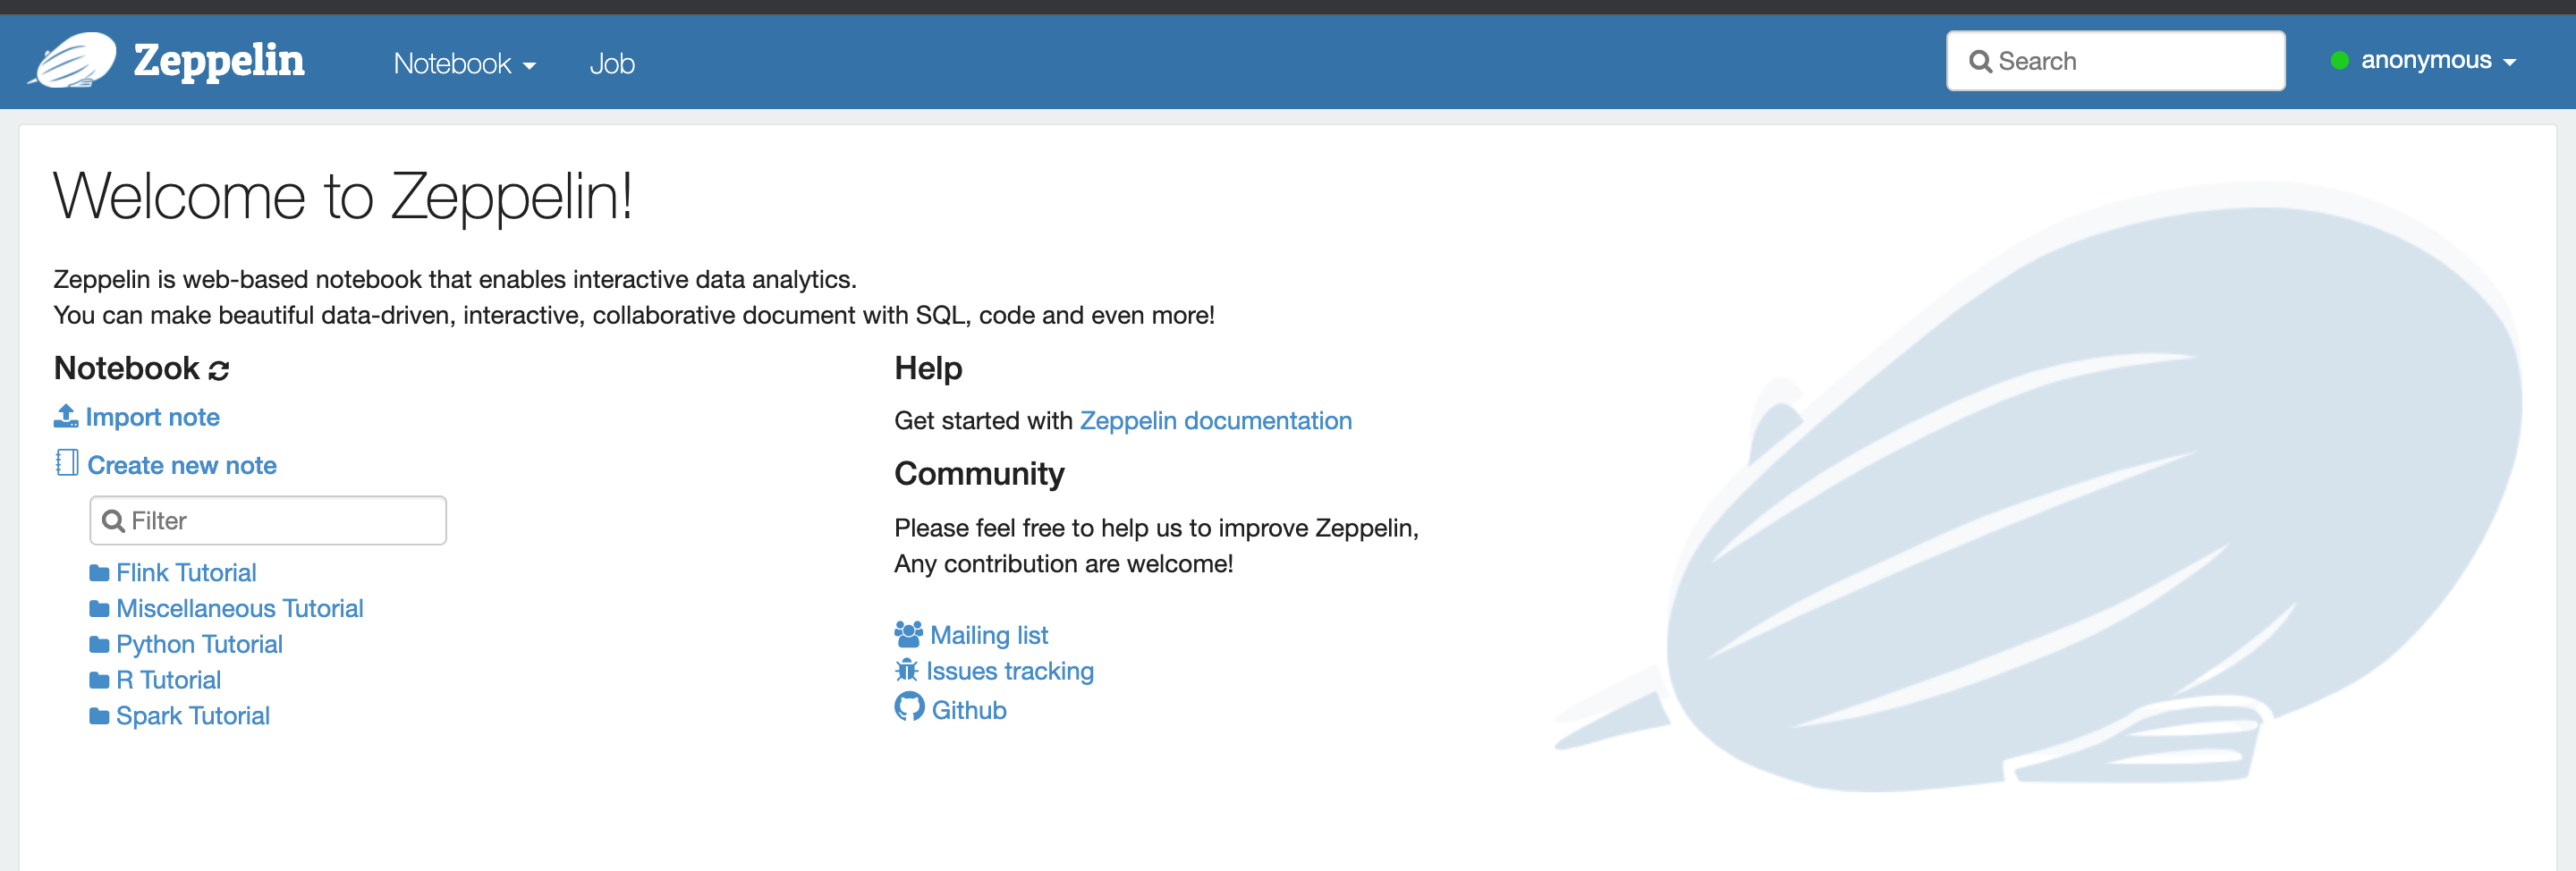 Zeppelin
Notebook
Job
Search
anonymous
Welcome to Zeppelin!
Zeppelin is web-based notebook that enables interactive data analytics.
You can make beautiful data-driven, interactive, collaborative document with SQL, code and even more!
Notebook
Import note
Create new note
Filter
Flink Tutorial
Miscellaneous Tutorial
Python Tutorial
R Tutorial
Spark Tutorial
Help
Get started with Zeppelin documentation
Community
Please feel free to help us to improve Zeppelin,
Any contribution are welcome!
Mailing list
Issues tracking
Github